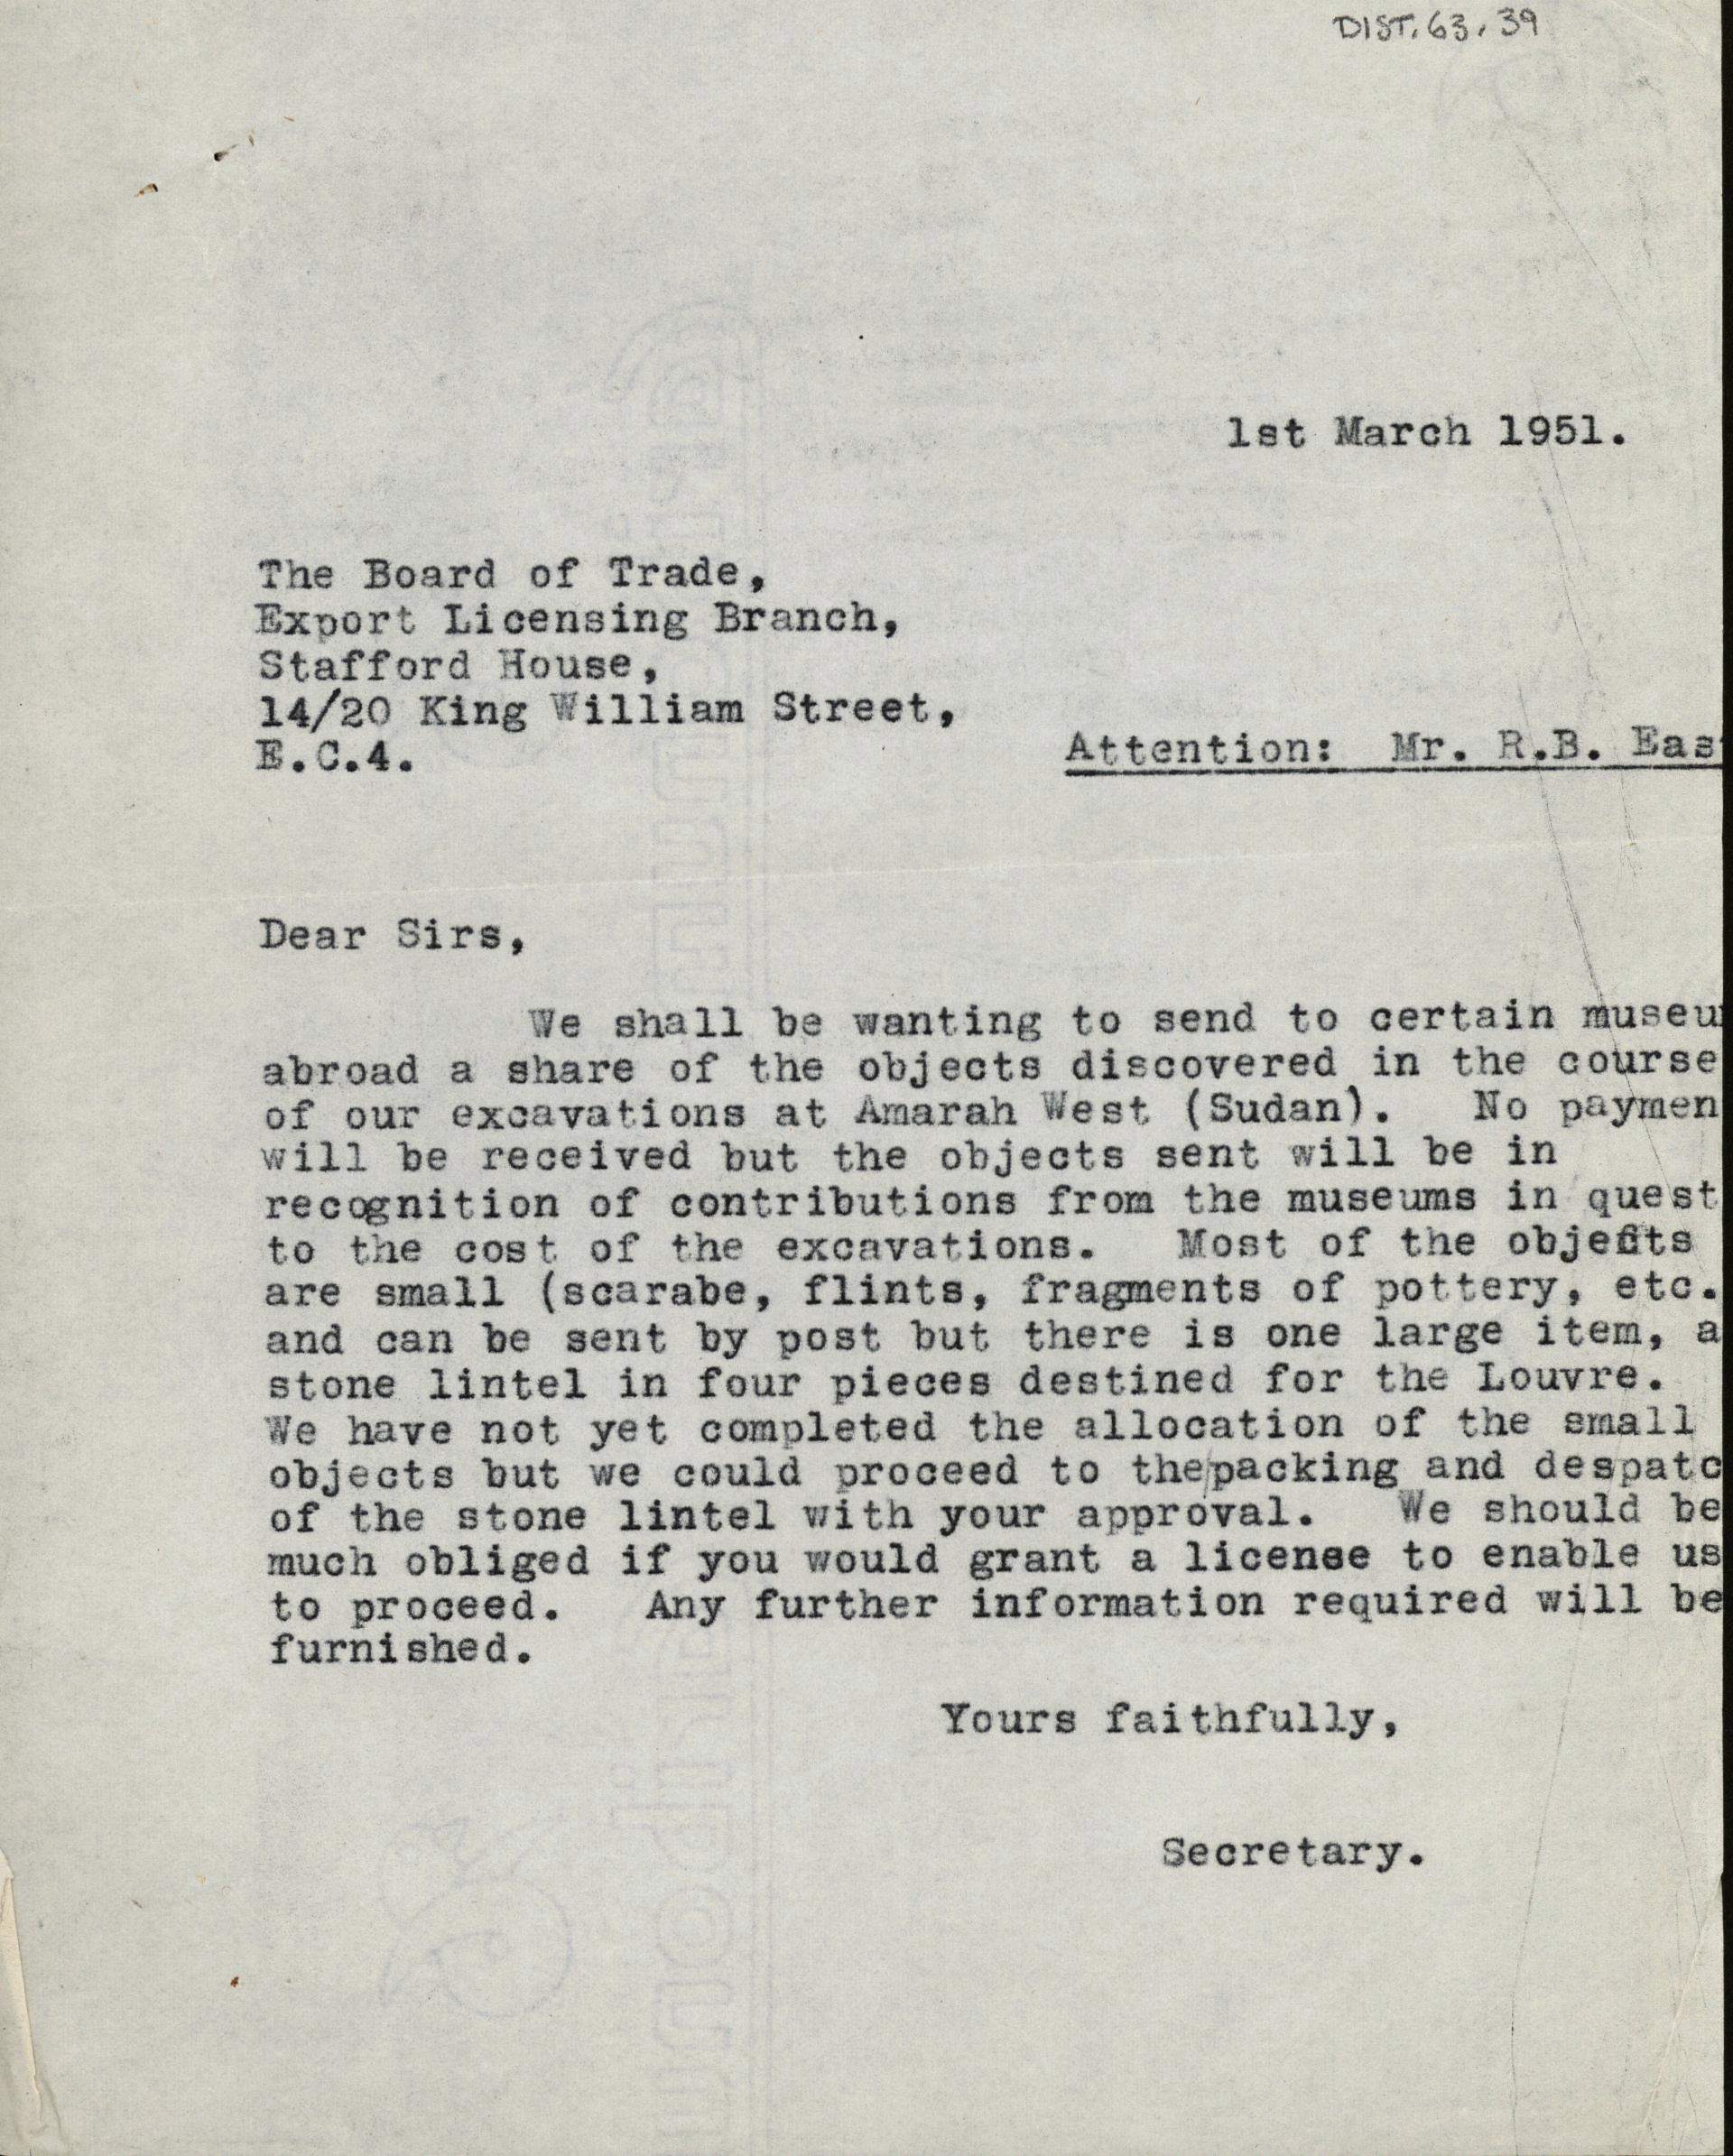 DIST. 63. 39
1st March 1951.
The Board of Trade,
Export Licensing Branch,
Stafford House,
14/20 King William Street,
E.C.4.
Attention: Mr. R.B. Eas
Dear Sirs,
We shall be wanting to send to certain museu
abroad a share of the objects discovered in the course
of our excavations at Amarah West (Sudan). No paymen
will be received but the objects sent will be in
recognition of contributions from the museums in quest
to the cost of the excavations. Most of the objects
are small (scarabs, flints, fragments of pottery, etc.
and can be sent by post but there is one large item, a
stone lintel in four pieces destined for the Louvre.
We have not yet completed the allocation of the small
objects but we could proceed to the/packing and despatc
of the stone lintel with your approval. We should be
much obliged if you would grant a license to enable us
to proceed. Any further information required will be
furnished.
Yours faithfully,
Secretary.